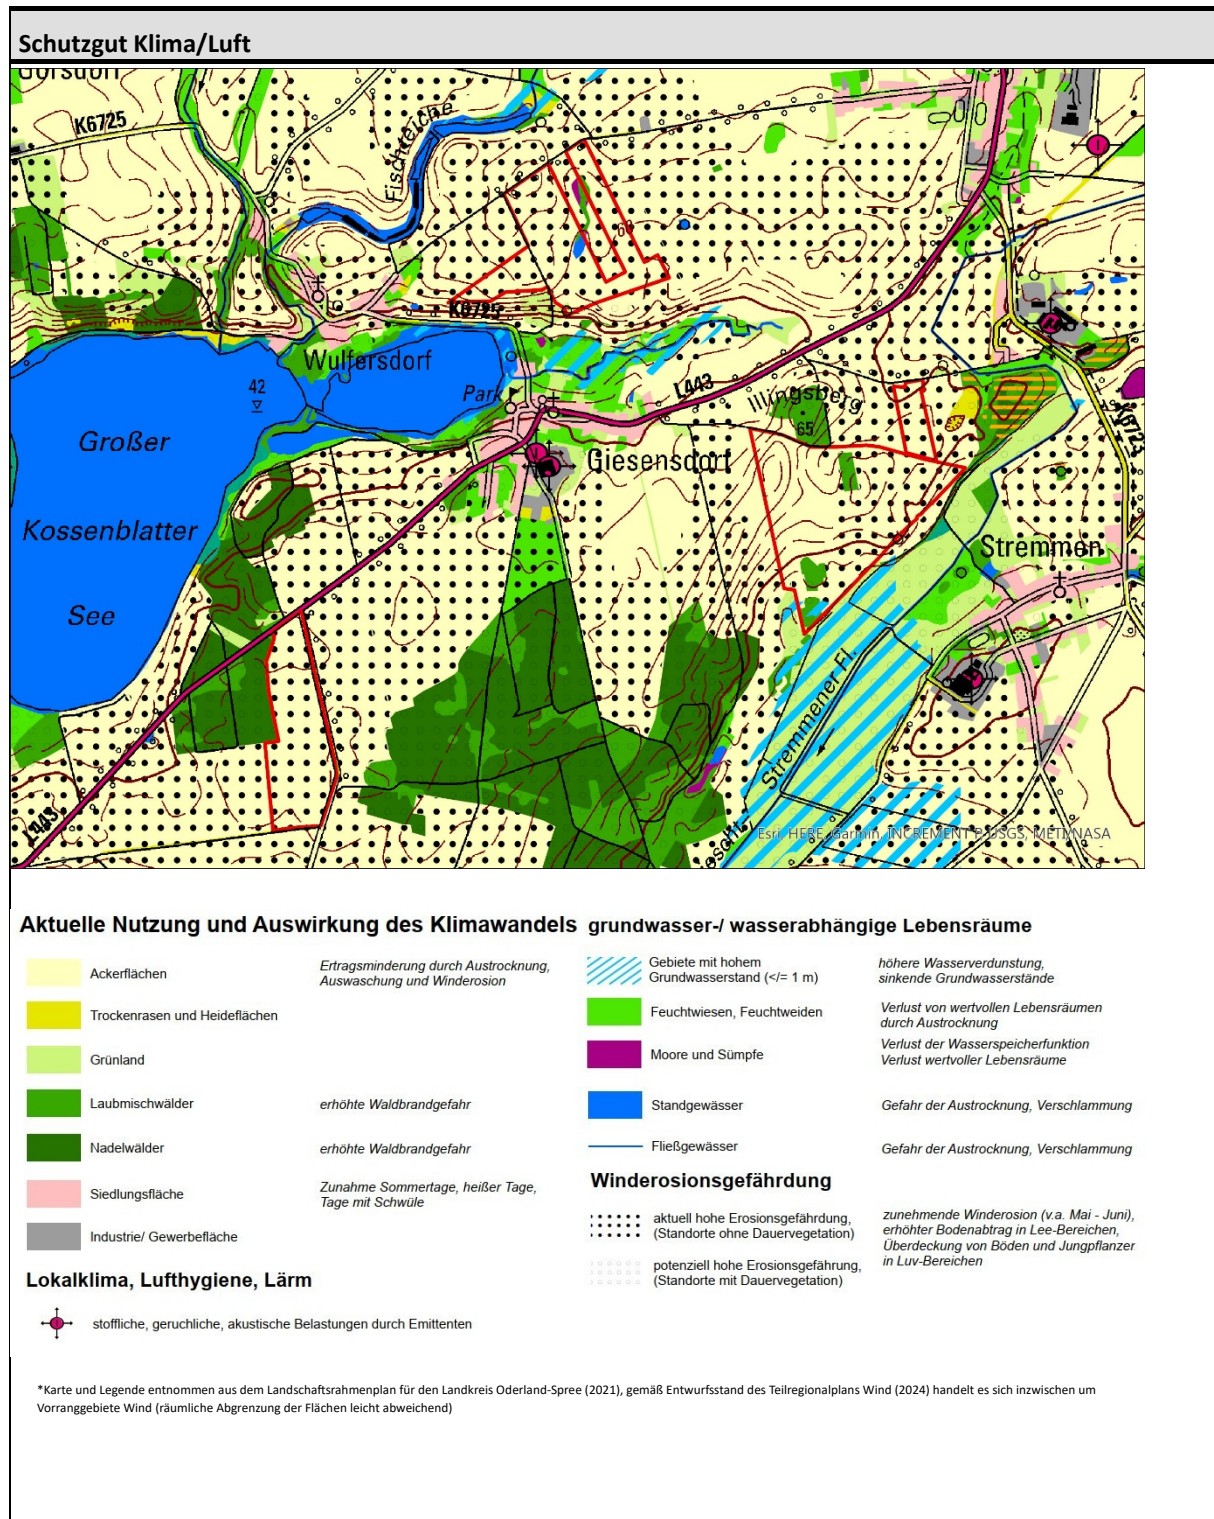 Schutzgut Klima/Luft
Görsdorf
K6725
Fischteiche
K6725
Wulfersdorf
42
Park
L443
Illingsberg
65
Großer
Giesensdorf
K6723
Kossenblatter
Stremmen
See
Stremmener Fl.
L443
Esri, HERE, Garmin, INCREMENT P, USGS, METI/NASA
Aktuelle Nutzung und Auswirkung des Klimawandels
Ackerflächen
Ertragsminderung durch Austrocknung,
Auswaschung und Winderosion
Trockenrasen und Heideflächen
Grünland
Laubmischwälder
erhöhte Waldbrandgefahr
Nadelwälder
erhöhte Waldbrandgefahr
Siedlungsfläche
Zunahme Sommertage, heißer Tage,
Tage mit Schwüle
Industrie/ Gewerbefläche
Lokalklima, Lufthygiene, Lärm
stoffliche, geruchliche, akustische Belastungen durch Emittenten
grundwasser-/ wasserabhängige Lebensräume
Gebiete mit hohem
Grundwasserstand (</= 1 m)
höhere Wasserverdunstung,
sinkende Grundwasserstände
Feuchtwiesen, Feuchtweiden
Verlust von wertvollen Lebensräumen
durch Austrocknung
Moore und Sümpfe
Verlust der Wasserspeicherfunktion
Verlust wertvoller Lebensräume
Standgewässer
Gefahr der Austrocknung, Verschlammung
Fließgewässer
Gefahr der Austrocknung, Verschlammung
Winderosionsgefährdung
aktuell hohe Erosionsgefährdung,
(Standorte ohne Dauervegetation)
zunehmende Winderosion (v.a. Mai - Juni),
erhöhter Bodenabtrag in Lee-Bereichen,
Überdeckung von Böden und Jungpflanzen
in Luv-Bereichen
potenziell hohe Erosionsgefährung,
(Standorte mit Dauervegetation)
*Karte und Legende entnommen aus dem Landschaftsrahmenplan für den Landkreis Oderland-Spree (2021), gemäß Entwurfsstand des Teilregionalplans Wind (2024) handelt es sich inzwischen um
Vorranggebiete Wind (räumliche Abgrenzung der Flächen leicht abweichend)